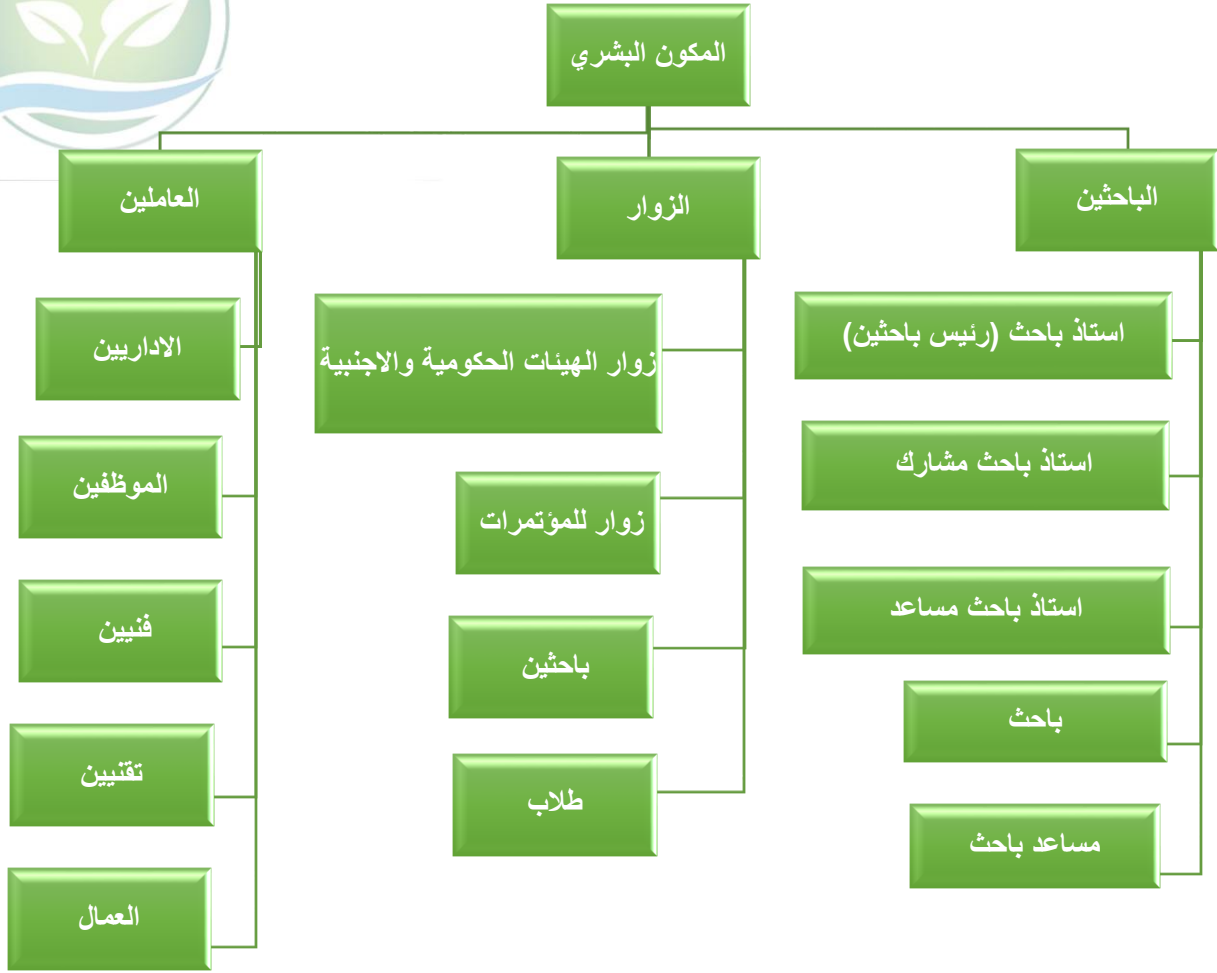 المكون البشري
الباحثين
استاذ باحث (رئيس باحثين)
استاذ باحث مشارك
استاذ باحث مساعد
باحث
مساعد باحث
الزوار
زوار الهيئات الحكومية والاجنبية
زوار للمؤتمرات
باحثين
طلاب
العاملين
الاداريين
الموظفين
فنيين
تقنيين
العمال